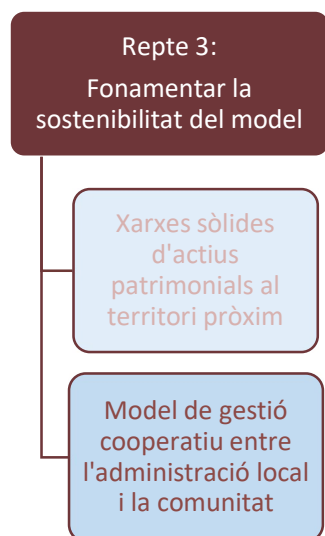 Repte 3:
Fonamentar la
sostenibilitat del model
Xarxes sòlides
d'actius
patrimonials al
territori pròxim
Model de gestió
cooperatiu entre
l'administració local
i la comunitat